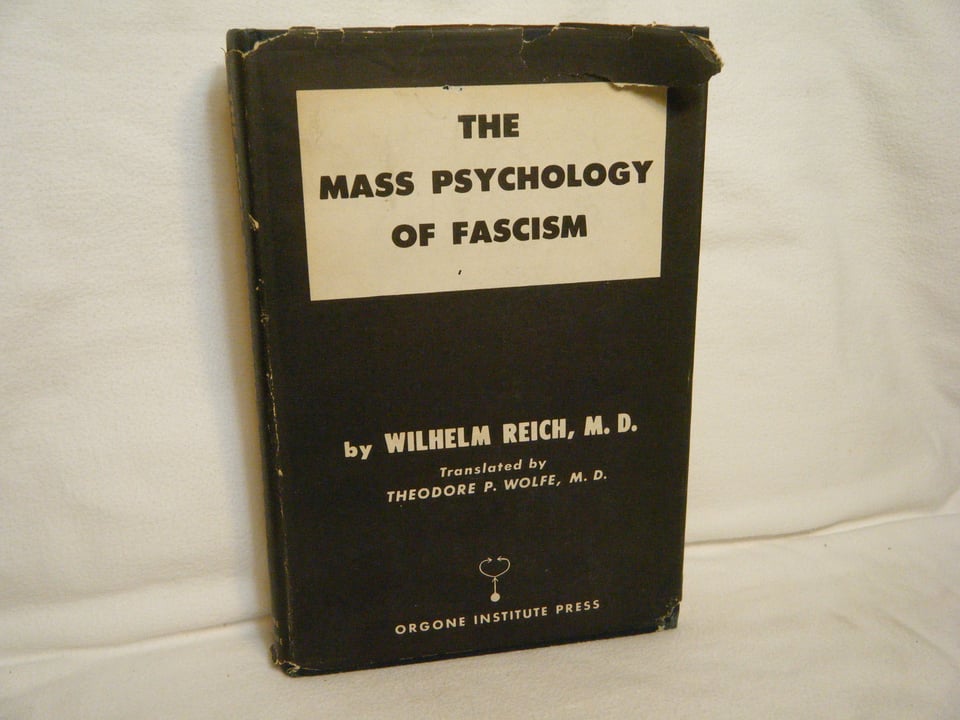 THE
MASS PSYCHOLOGY
OF FASCISM
by WILHELM REICH, M. D.
Translated by
THEODORE P. WOLFE, M. D.
ORGONE INSTITUTE PRESS